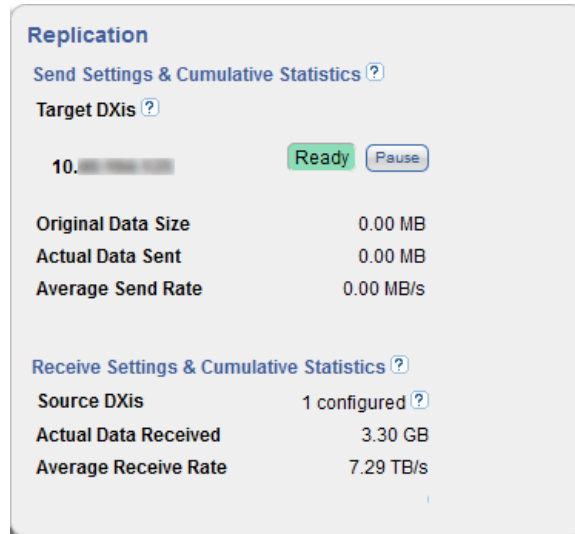 Replication
Send Settings & Cumulative Statistics ?
Target DXis ?
10.
Ready Pause
Original Data Size 0.00 MB
Actual Data Sent 0.00 MB
Average Send Rate 0.00 MB/s
Receive Settings & Cumulative Statistics ?
Source DXis 1 configured ?
Actual Data Received 3.30 GB
Average Receive Rate 7.29 TB/s